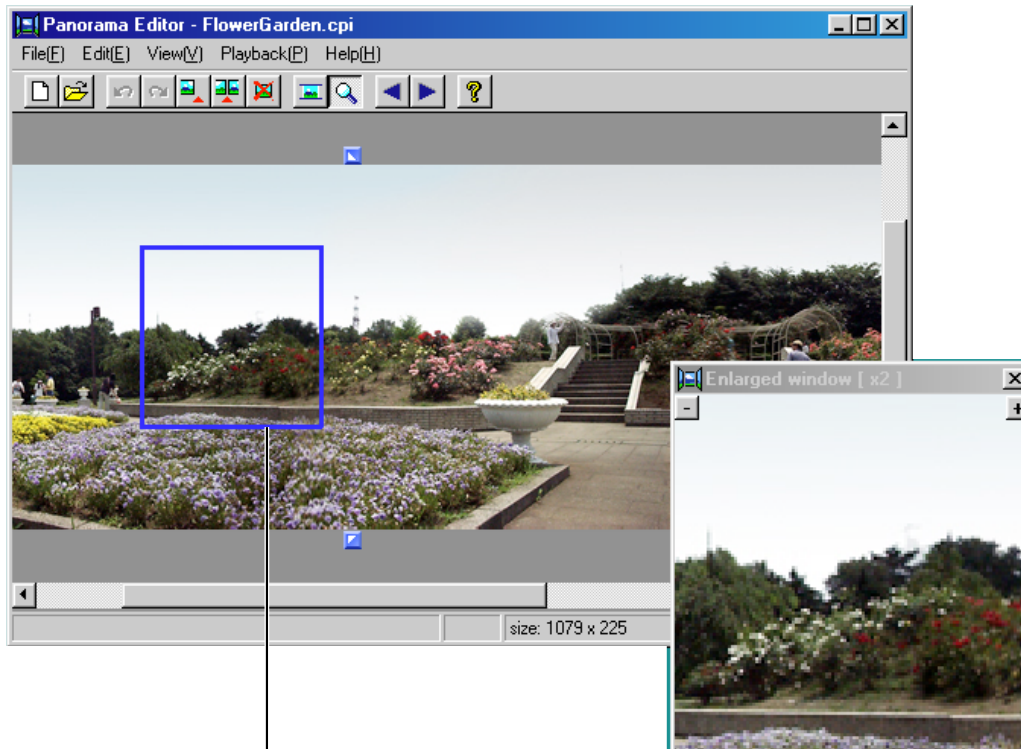 Panorama Editor - FlowerGarden.cpi
File(F) Edit(E) View(V) Playback(P) Help(H)
Enlarged window [ x2 ]
- +
size: 1079 x 225